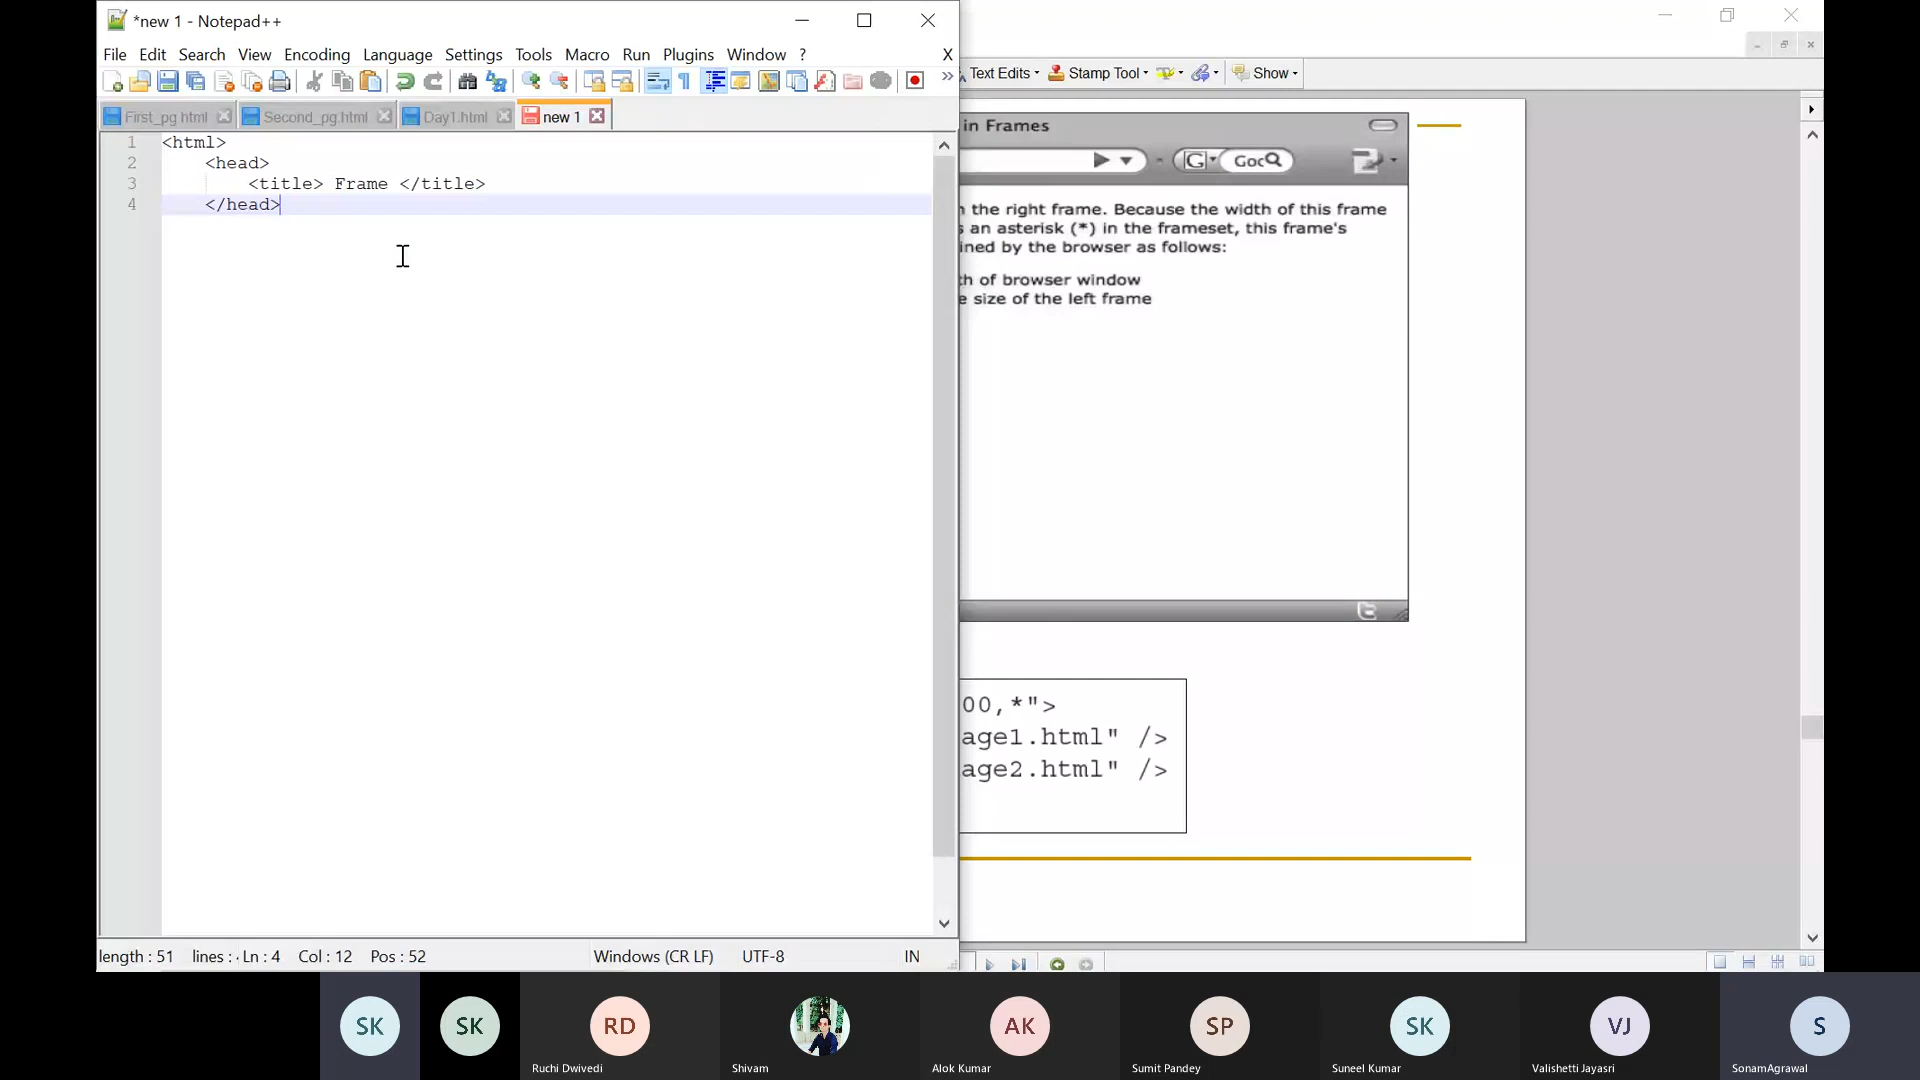 *new 1 - Notepad++
File Edit Search View Encoding Language Settings Tools Macro Run Plugins Window ? X
First_pg.html Second_pg.html Day1.html new 1
1 <html>
2 <head>
3 <title> Frame </title>
4 </head>
length : 51 lines : Ln : 4 Col : 12 Pos : 52 Windows (CR LF) UTF-8 IN
Text Edits Stamp Tool Show
in Frames
G Goo
the right frame. Because the width of this frame
an asterisk (*) in the frameset, this frame's
ined by the browser as follows:
th of browser window
size of the left frame
00,*">
age1.html" />
age2.html" />
SK SK RD AK SP SK VJ S
Ruchi Dwivedi Shivam Alok Kumar Sumit Pandey Suneel Kumar Valishetti Jayasri SonamAgrawal